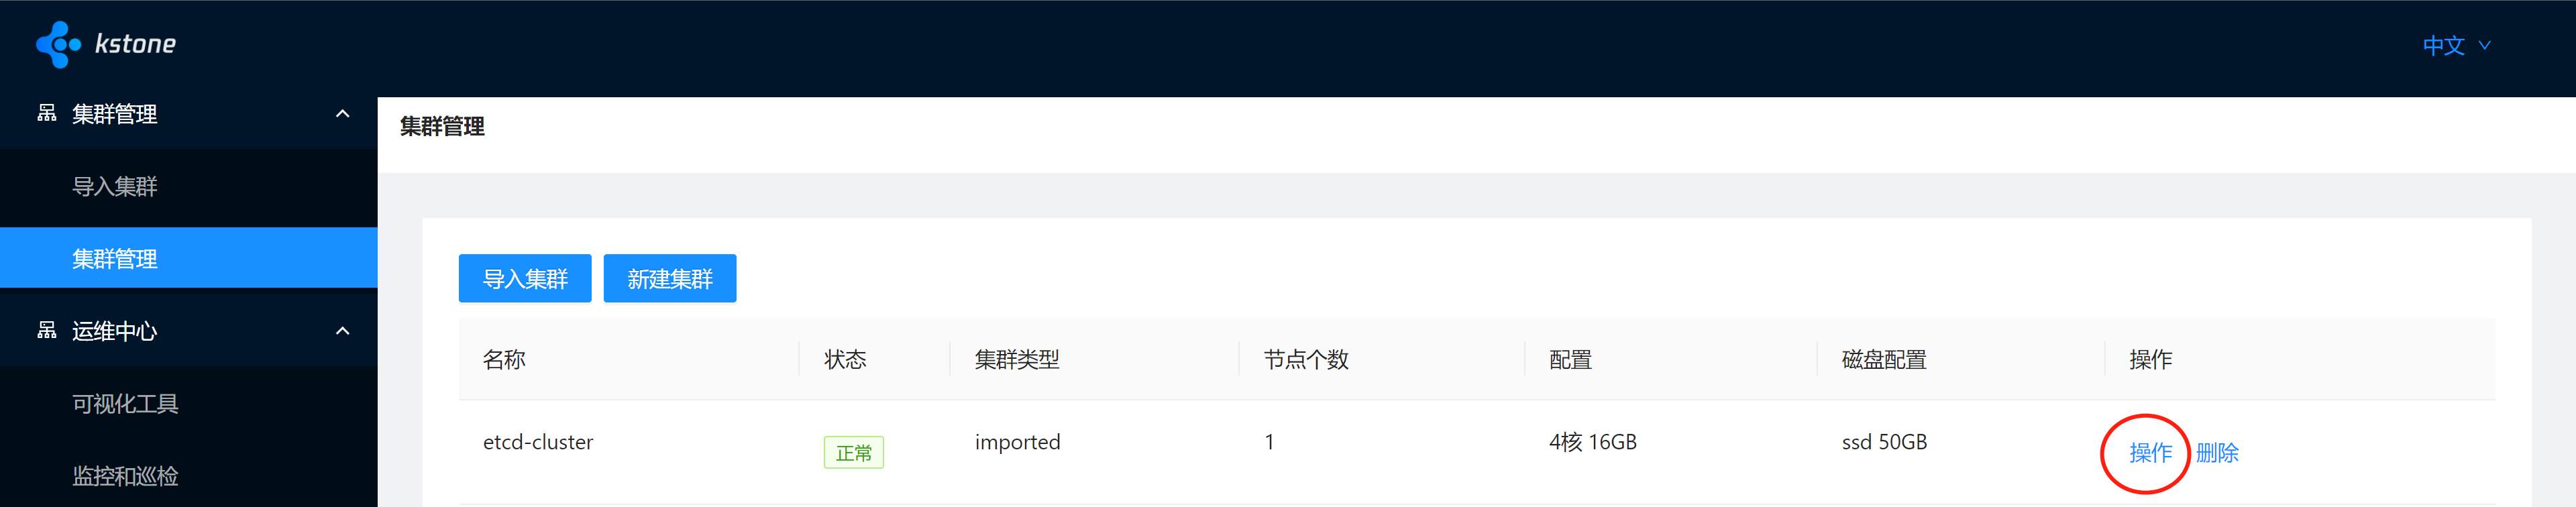 kstone
中文
集群管理
导入集群
集群管理
运维中心
可视化工具
监控和巡检
集群管理
导入集群 新建集群
名称 状态 集群类型 节点个数 配置 磁盘配置 操作
etcd-cluster 正常 imported 1 4核 16GB ssd 50GB 操作 删除